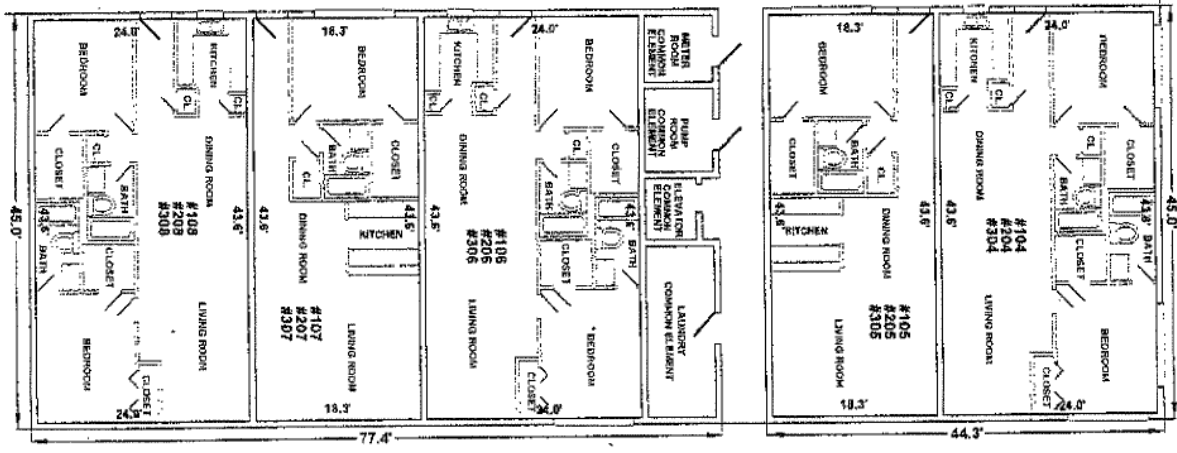 24.0'
BEDROOM
KITCHEN
CL.
CL.
DINING ROOM
CLOSET
CL.
BATH
45.0'
43.6'
43.6'
#108
#208
#308
BATH
CLOSET
LIVING ROOM
BEDROOM
CLOSET
24.0'
18.3'
BEDROOM
BATH
CLOSET
CL.
43.6'
43.6'
KITCHEN
DINING ROOM
#107
#207
#307
LIVING ROOM
18.3'
KITCHEN
24.0'
BEDROOM
CL.
CL.
DINING ROOM
CL.
CLOSET
BATH
43.6'
43.6'
#106
#206
#306
CLOSET
BATH
LIVING ROOM
BEDROOM
CLOSET
24.0'
METER
ROOM
COMMON
ELEMENT
PUMP
ROOM
COMMON
ELEMENT
ELEVATOR
COMMON
ELEMENT
LAUNDRY
COMMON ELEMENT
77.4'
18.3'
BEDROOM
CLOSET
BATH
CL.
43.6'
43.6'
KITCHEN
DINING ROOM
#105
#205
#305
LIVING ROOM
18.3'
KITCHEN
24.0'
BEDROOM
CL.
CL.
DINING ROOM
CL.
CLOSET
BATH
43.6'
43.6'
45.0'
#104
#204
#304
CLOSET
BATH
LIVING ROOM
BEDROOM
CLOSET
24.0'
44.3'